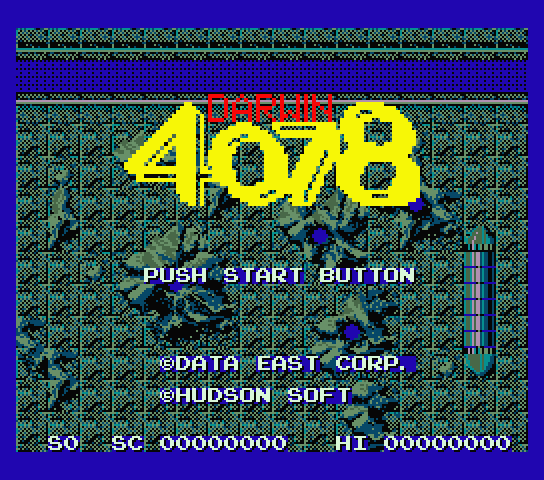 DARWIN
4078
PUSH START BUTTON
©DATA EAST CORP.
©HUDSON SOFT
SO SC 00000000 HI 00000000